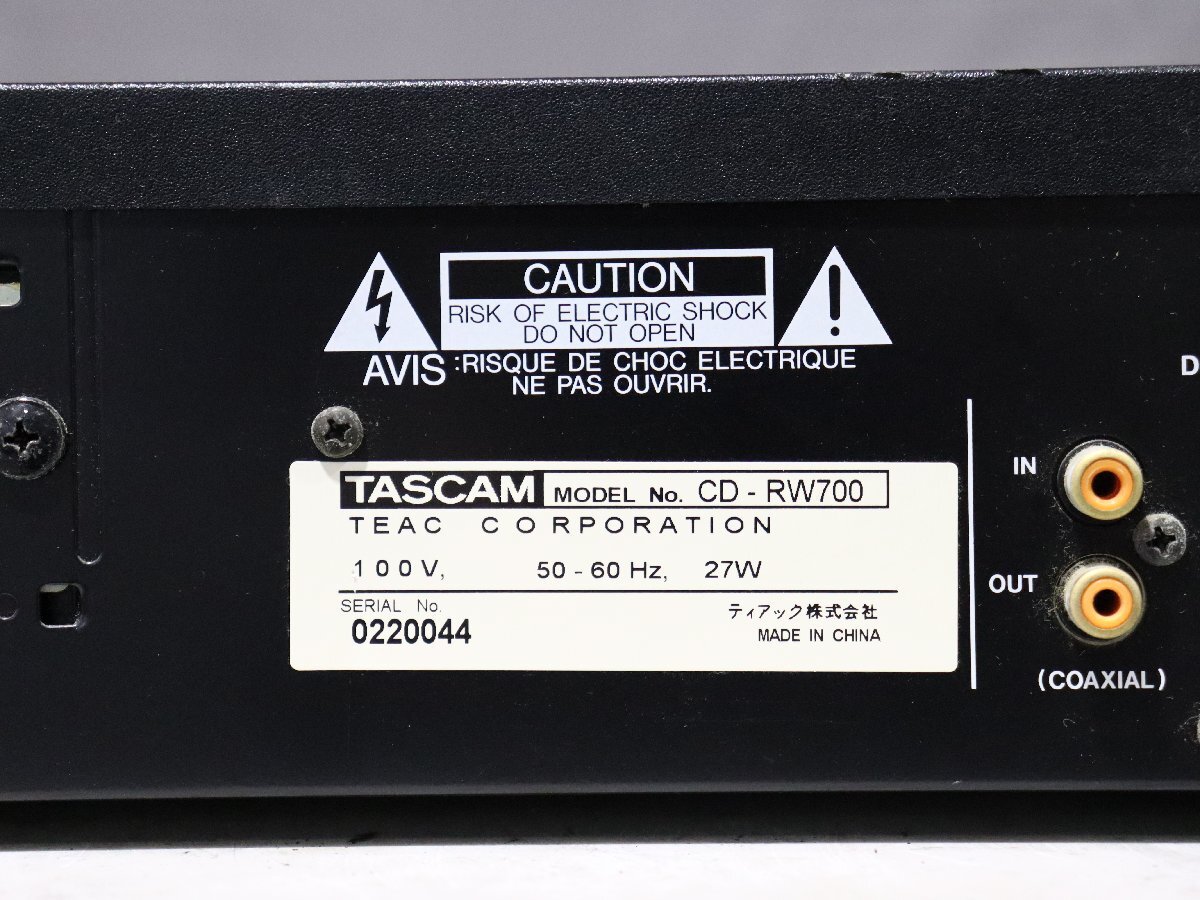 CAUTION
RISK OF ELECTRIC SHOCK
DO NOT OPEN
AVIS :RISQUE DE CHOC ELECTRIQUE
NE PAS OUVRIR.
TASCAM MODEL No. CD - RW700
TEAC CORPORATION
100V, 50 - 60 Hz, 27W
SERIAL No.
0220044
ティアック株式会社
MADE IN CHINA
D
IN
OUT
(COAXIAL)